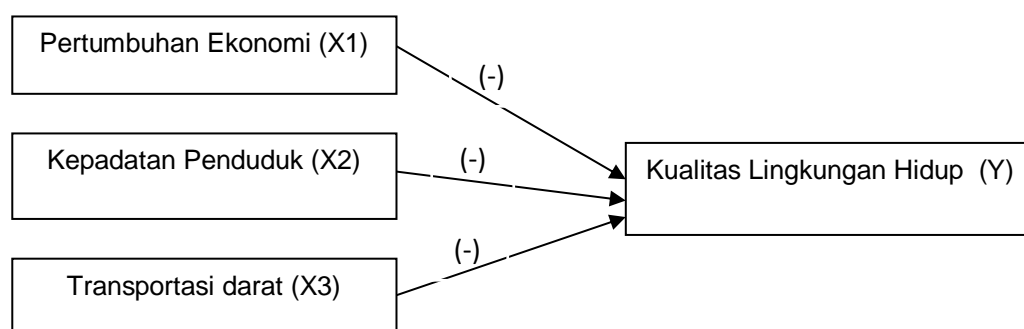 Pertumbuhan Ekonomi (X1)
(-)
Kepadatan Penduduk (X2)
(-)
Kualitas Lingkungan Hidup (Y)
(-)
Transportasi darat (X3)